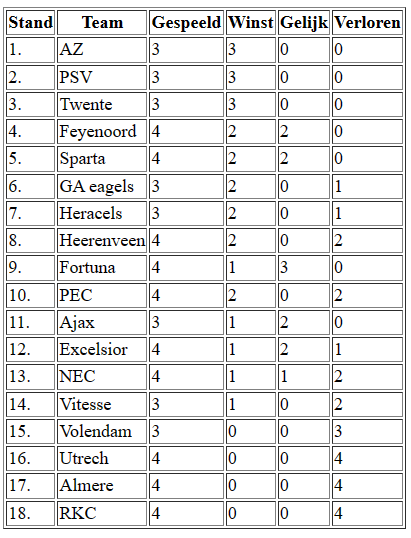 Stand Team Gespeeld Winst Gelijk Verloren
1. AZ 3 3 0 0
2. PSV 3 3 0 0
3. Twente 3 3 0 0
4. Feyenoord 4 2 2 0
5. Sparta 4 2 2 0
6. GA eagels 3 2 0 1
7. Heracels 3 2 0 1
8. Heerenveen 4 2 0 2
9. Fortuna 4 1 3 0
10. PEC 4 2 0 2
11. Ajax 3 1 2 0
12. Excelsior 4 1 2 1
13. NEC 4 1 1 2
14. Vitesse 3 1 0 2
15. Volendam 3 0 0 3
16. Utrech 4 0 0 4
17. Almere 4 0 0 4
18. RKC 4 0 0 4